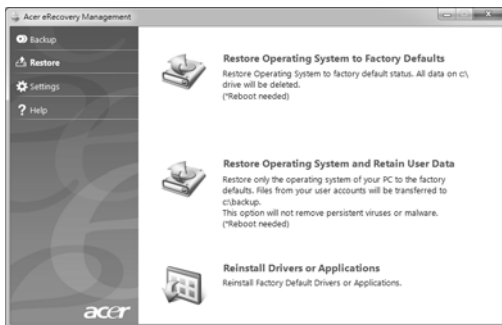 Acer eRecovery Management
Backup
Restore
Settings
Help
Restore Operating System to Factory Defaults
Restore Operating System to factory default status. All data on c:\
drive will be deleted.
(*Reboot needed)
Restore Operating System and Retain User Data
Restore only the operating system of your PC to the factory
defaults. Files from your user accounts will be transferred to
c:\backup.
This option will not remove persistent viruses or malware.
(*Reboot needed)
Reinstall Drivers or Applications
Reinstall Factory Default Drivers or Applications.
acer